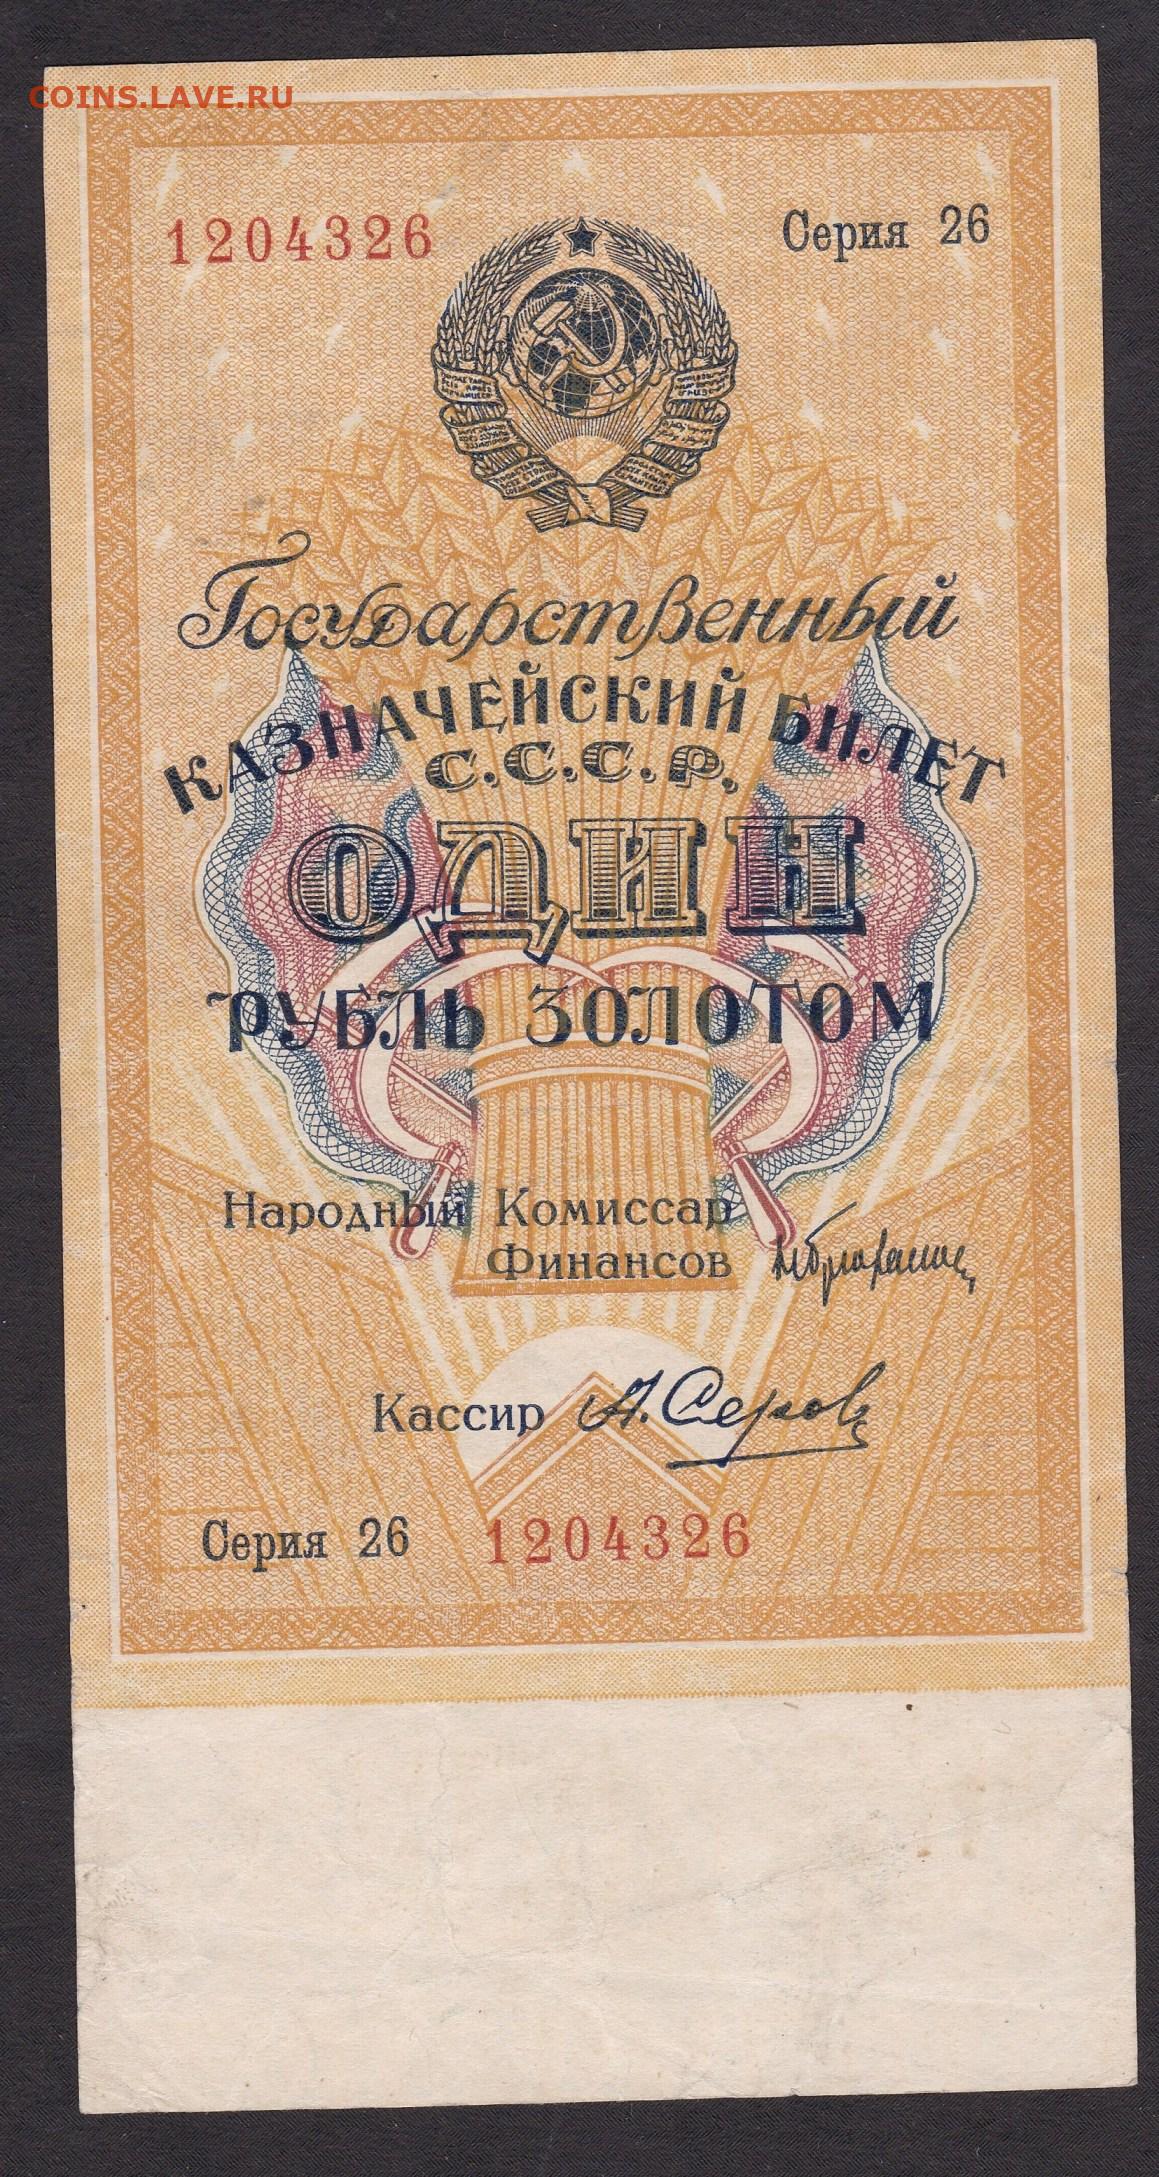 COINS.LAVE.RU
1204326 Серия 26
Государственный
КАЗНАЧЕЙСКИЙ БИЛЕТ
С.С.С.Р.
ОДИН
РУБЛЬ ЗОЛОТОМ
Народный Комиссар
Финансов
Кассир А. Серов
Серия 26 1204326